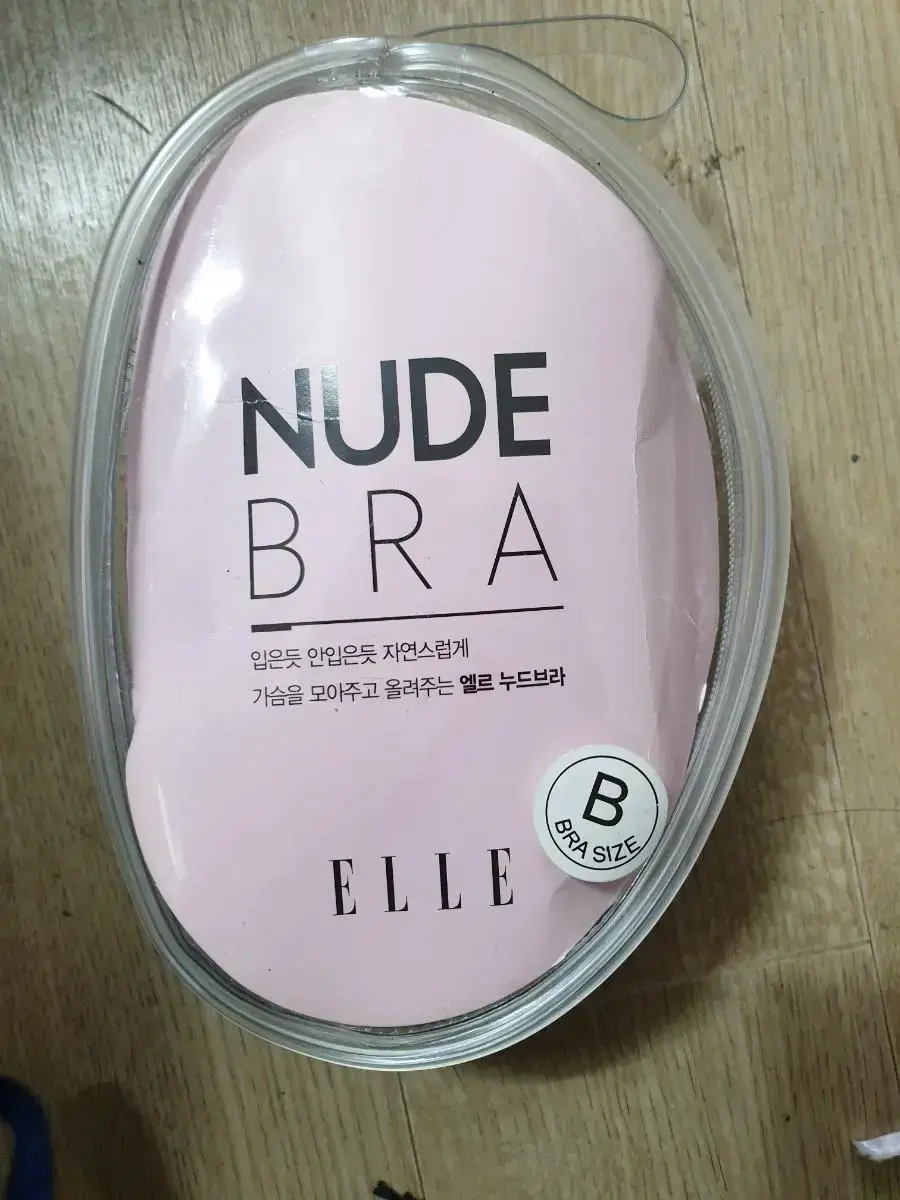 NUDE
BRA
입은듯 안입은듯 자연스럽게
가슴을 모아주고 올려주는 엘르 누드브라
B
BRA SIZE
ELLE